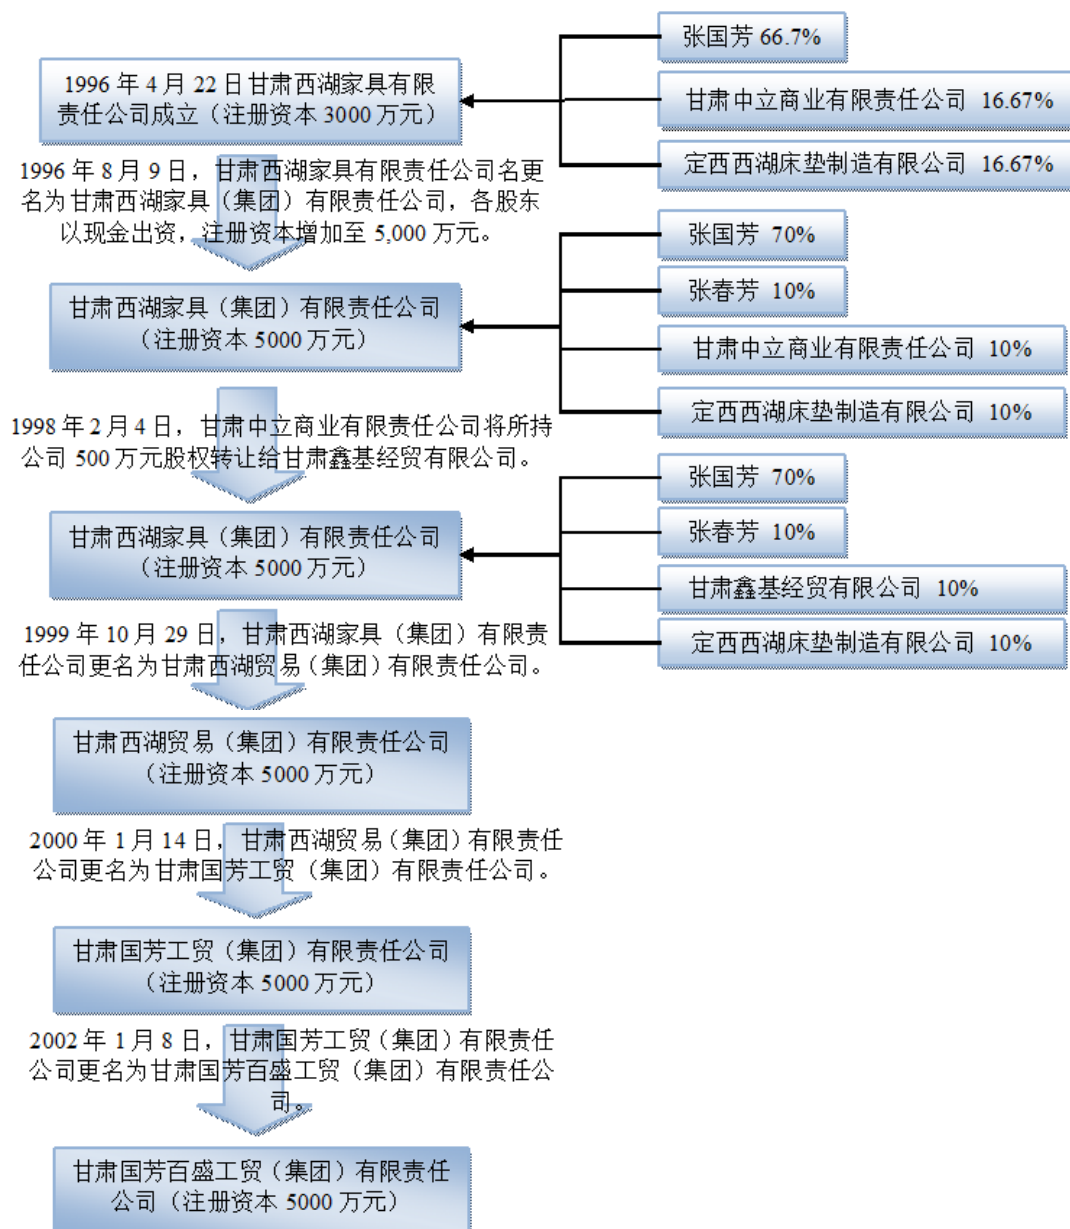 1996 年 4 月 22 日甘肃西湖家具有限
责任公司成立（注册资本 3000 万元）
张国芳 66.7%
甘肃中立商业有限责任公司 16.67%
定西西湖床垫制造有限公司 16.67%
1996 年 8 月 9 日，甘肃西湖家具有限责任公司名更
名为甘肃西湖家具（集团）有限责任公司，各股东
以现金出资，注册资本增加至 5,000 万元。
甘肃西湖家具（集团）有限责任公司
（注册资本 5000 万元）
张国芳 70%
张春芳 10%
甘肃中立商业有限责任公司 10%
定西西湖床垫制造有限公司 10%
1998 年 2 月 4 日，甘肃中立商业有限责任公司将所持
公司 500 万元股权转让给甘肃鑫基经贸有限公司。
甘肃西湖家具（集团）有限责任公司
（注册资本 5000 万元）
张国芳 70%
张春芳 10%
甘肃鑫基经贸有限公司 10%
定西西湖床垫制造有限公司 10%
1999 年 10 月 29 日，甘肃西湖家具（集团）有限责
任公司更名为甘肃西湖贸易（集团）有限责任公司。
甘肃西湖贸易（集团）有限责任公司
（注册资本 5000 万元）
2000 年 1 月 14 日，甘肃西湖贸易（集团）有限责任
公司更名为甘肃国芳工贸（集团）有限责任公司。
甘肃国芳工贸（集团）有限责任公司
（注册资本 5000 万元）
2002 年 1 月 8 日，甘肃国芳工贸（集团）有限责任
公司更名为甘肃国芳百盛工贸（集团）有限责任公
司。
甘肃国芳百盛工贸（集团）有限责任
公司（注册资本 5000 万元）